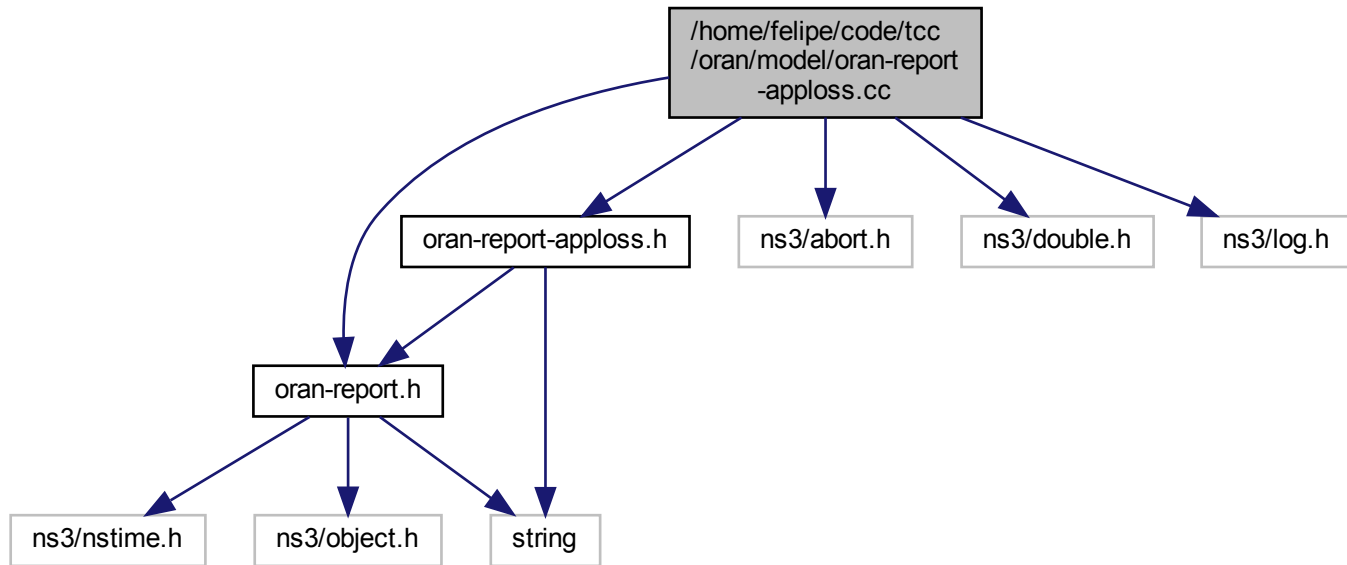 /home/felipe/code/tcc
/oran/model/oran-report
-apploss.cc
oran-report-apploss.h
ns3/abort.h
ns3/double.h
ns3/log.h
oran-report.h
ns3/nstime.h
ns3/object.h
string